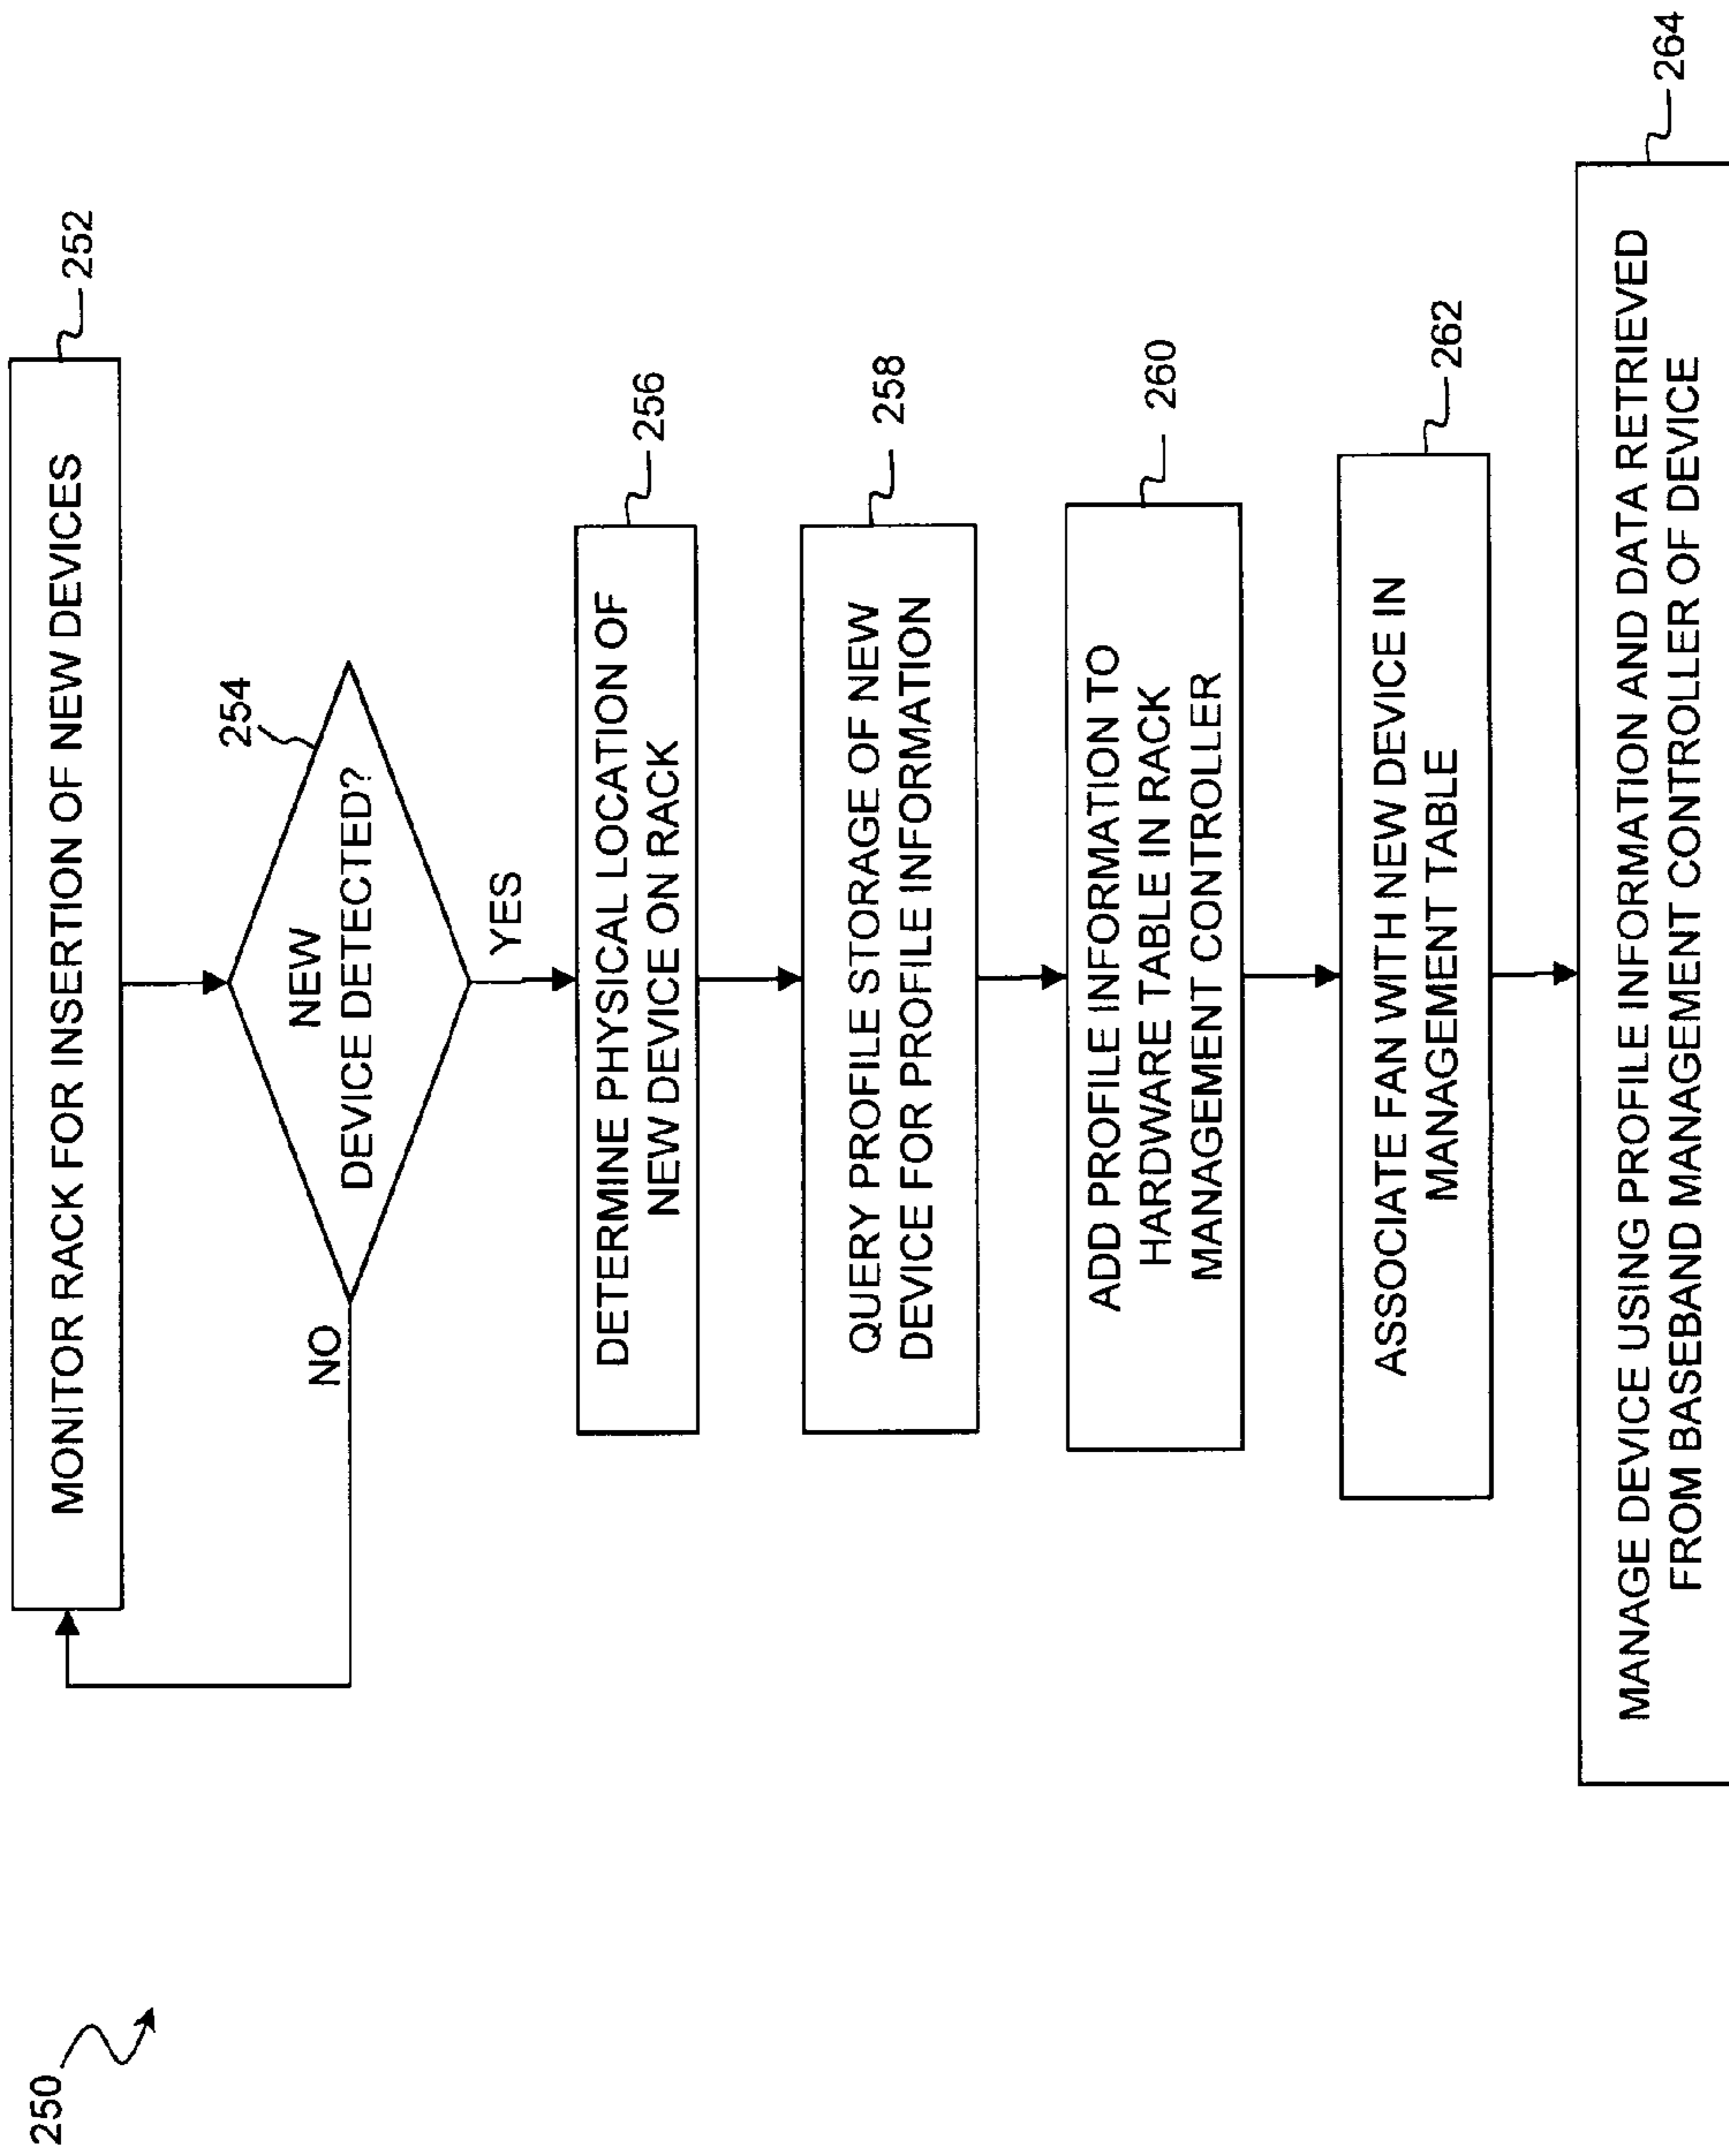 250
MONITOR RACK FOR INSERTION OF NEW DEVICES
252
254
NEW
DEVICE DETECTED?
NO
YES
DETERMINE PHYSICAL LOCATION OF
NEW DEVICE ON RACK
256
QUERY PROFILE STORAGE OF NEW
DEVICE FOR PROFILE INFORMATION
258
ADD PROFILE INFORMATION TO
HARDWARE TABLE IN RACK
MANAGEMENT CONTROLLER
260
ASSOCIATE FAN WITH NEW DEVICE IN
MANAGEMENT TABLE
262
MANAGE DEVICE USING PROFILE INFORMATION AND DATA RETRIEVED
FROM BASEBAND MANAGEMENT CONTROLLER OF DEVICE
264